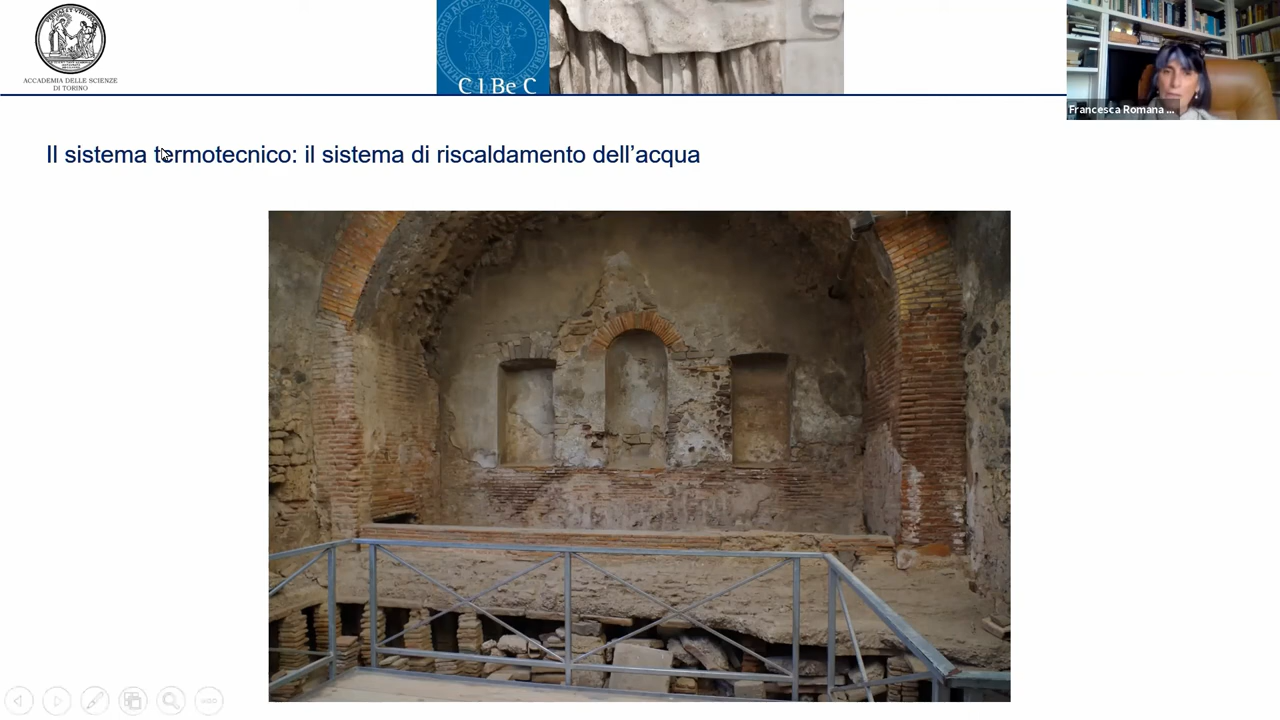 ACCADEMIA DELLE SCIENZE
DI TORINO
C I Be C
Francesca Romana ...
Il sistema termotecnico: il sistema di riscaldamento dell’acqua